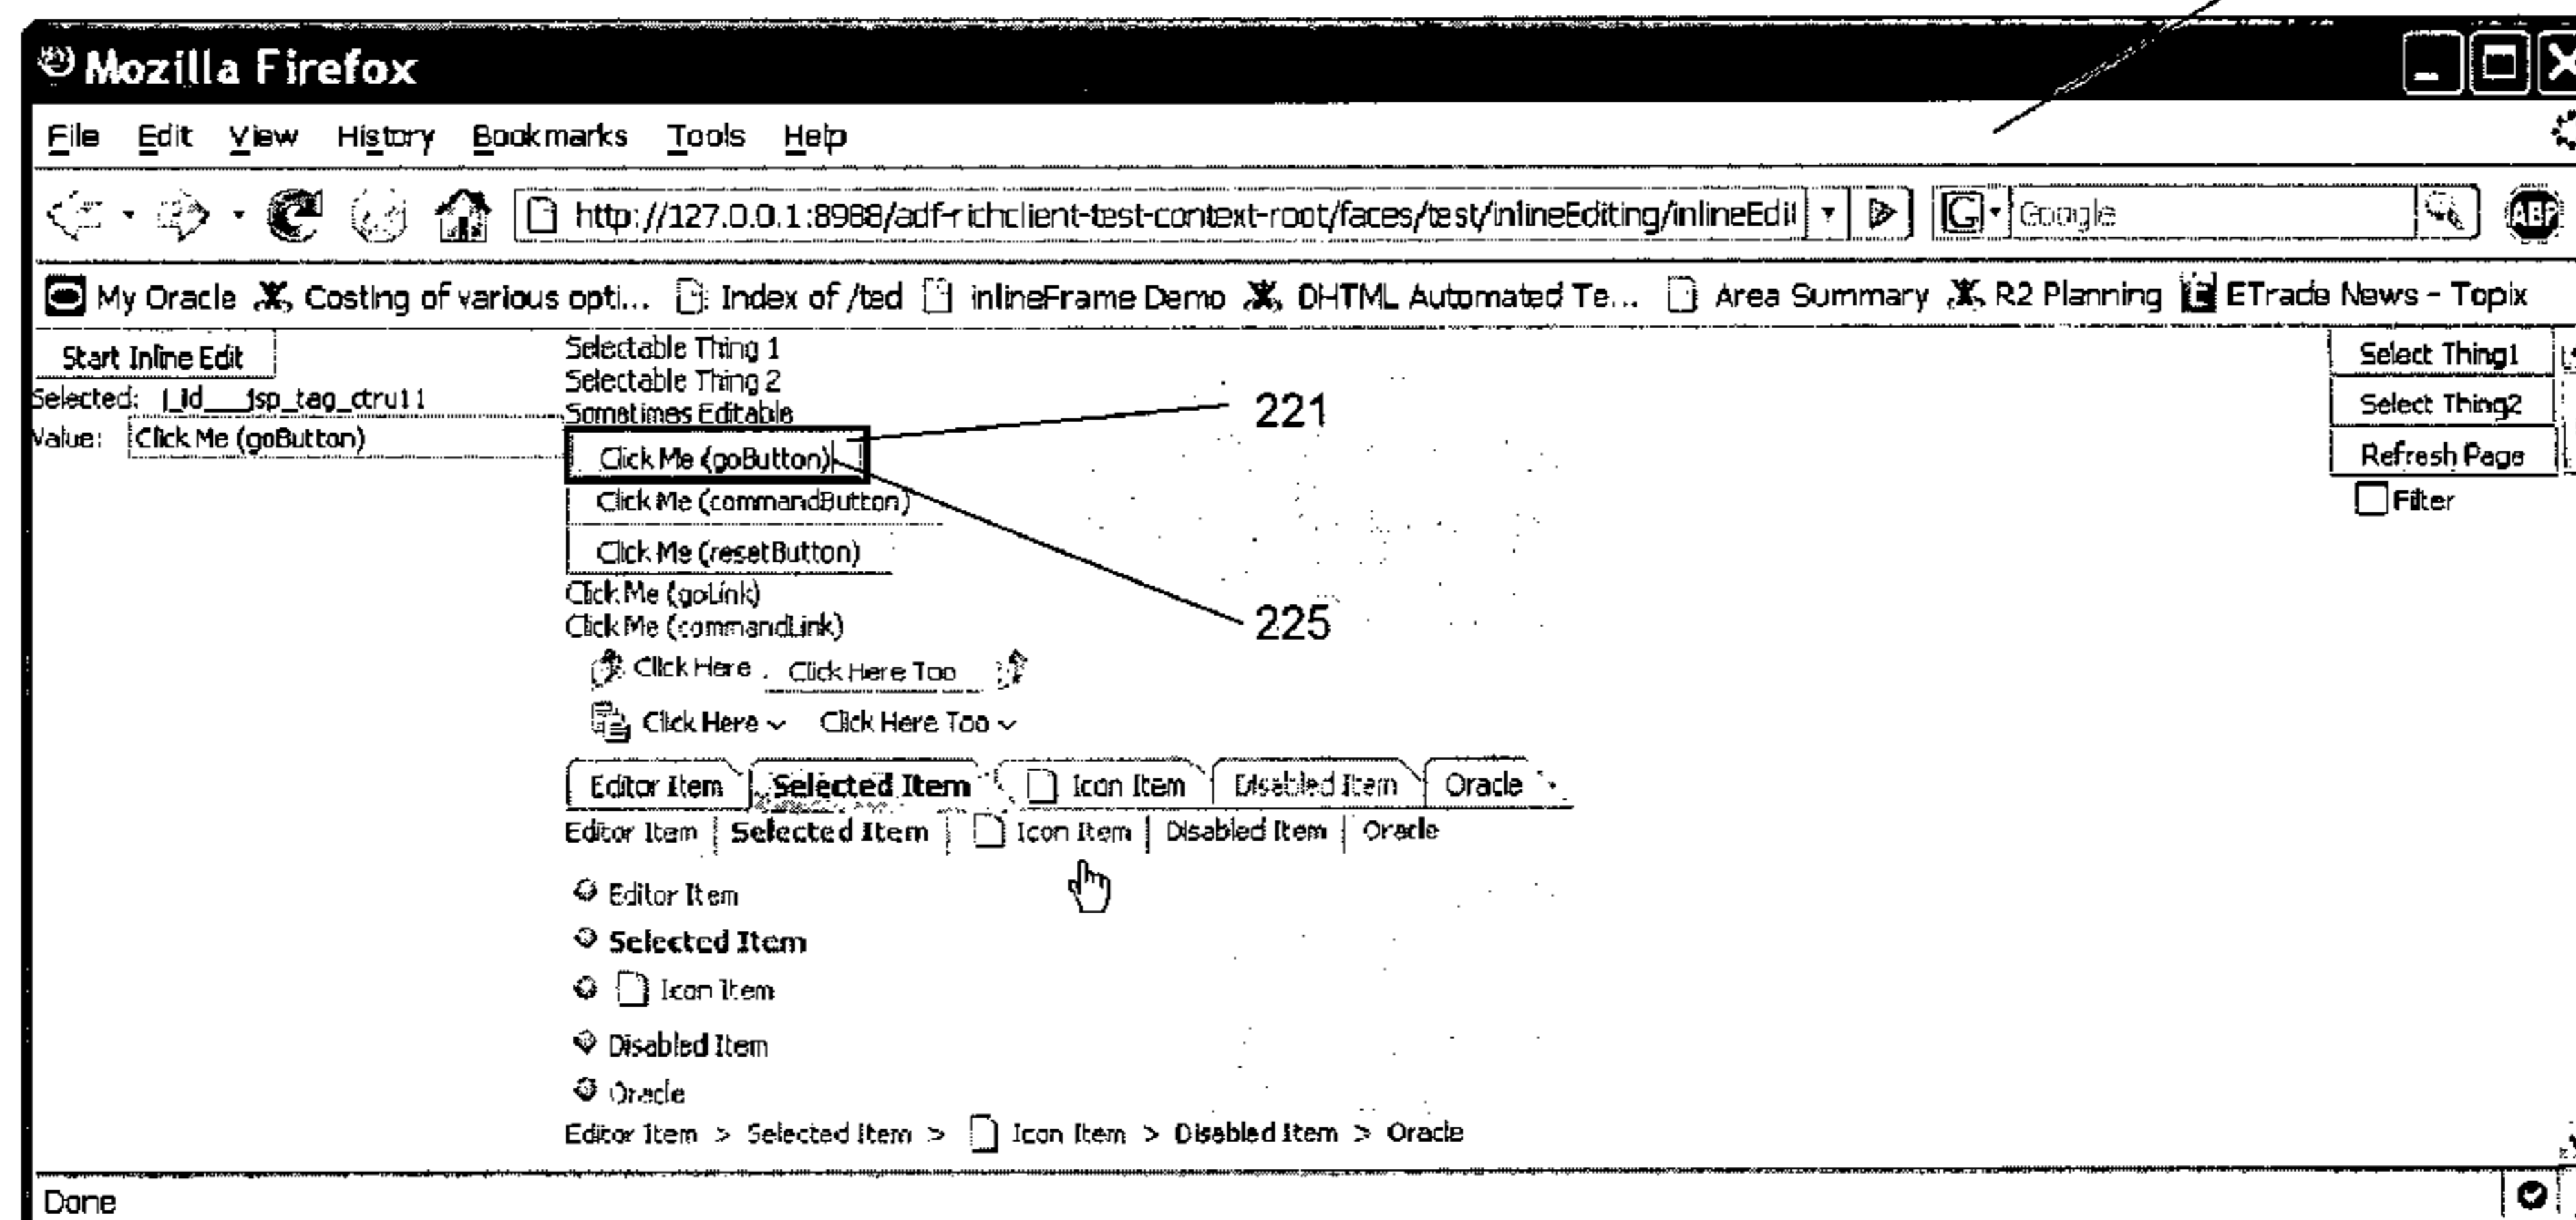 Mozilla Firefox
File Edit View History Bookmarks Tools Help
http://127.0.0.1:8988/adf-richclient-test-context-root/faces/test/inlineEditing/inlineEdit G Google ABP
My Oracle Costing of various opti... Index of /ted inlineFrame Demo DHTML Automated Te... Area Summary R2 Planning ETrade News - Topix
Start Inline Edit
Selected:
Value: Click Me (goButton)
Selectable Thing 1
Selectable Thing 2
Sometimes Editable
Click Me (goButton)
221
Click Me (commandButton)
Click Me (resetButton)
Click Me (goLink)
Click Me (commandLink)
225
Click Here Click Here Too
Click Here Click Here Too
Editor Item Selected Item Icon Item Disabled Item Oracle
Editor Item Selected Item Icon Item Disabled Item Oracle
Editor Item
Selected Item
Icon Item
Disabled Item
Oracle
Editor Item > Selected Item > Icon Item > Disabled Item > Oracle
Select Thing1
Select Thing2
Refresh Page
Filter
Done